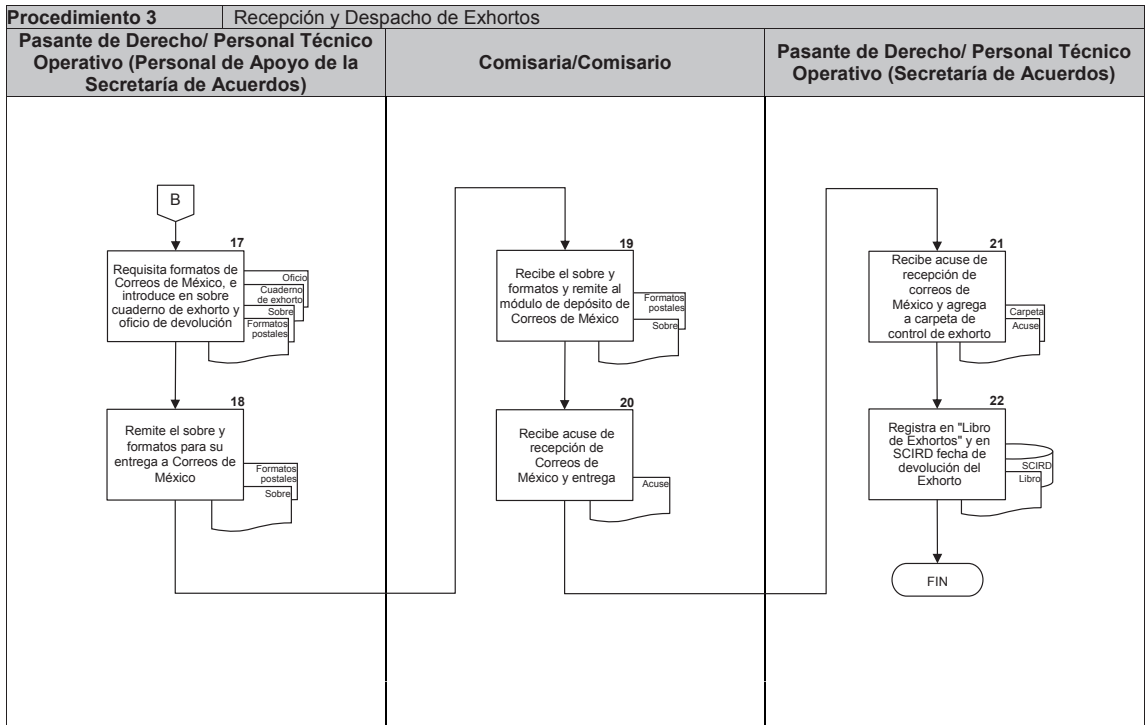 Procedimiento 3
Recepción y Despacho de Exhortos
Pasante de Derecho/ Personal Técnico
Operativo (Personal de Apoyo de la
Secretaría de Acuerdos)
Comisaria/Comisario
Pasante de Derecho/ Personal Técnico
Operativo (Secretaría de Acuerdos)
B
17
Requisita formatos de
Correos de México, e
introduce en sobre
cuaderno de exhorto y
oficio de devolución
Oficio
Cuaderno
de exhorto
Sobre
Formatos
postales
18
Remite el sobre y
formatos para su
entrega a Correos de
México
Formatos
postales
Sobre
19
Recibe el sobre y
formatos y remite al
módulo de depósito de
Correos de México
Formatos
postales
Sobre
20
Recibe acuse de
recepción de
Correos de
México y entrega
Acuse
21
Recibe acuse de
recepción de
correos de
México y agrega
a carpeta de
control de exhorto
Carpeta
Acuse
22
Registra en "Libro
de Exhortos" y en
SCIRD fecha de
devolución del
Exhorto
SCIRD
Libro
FIN